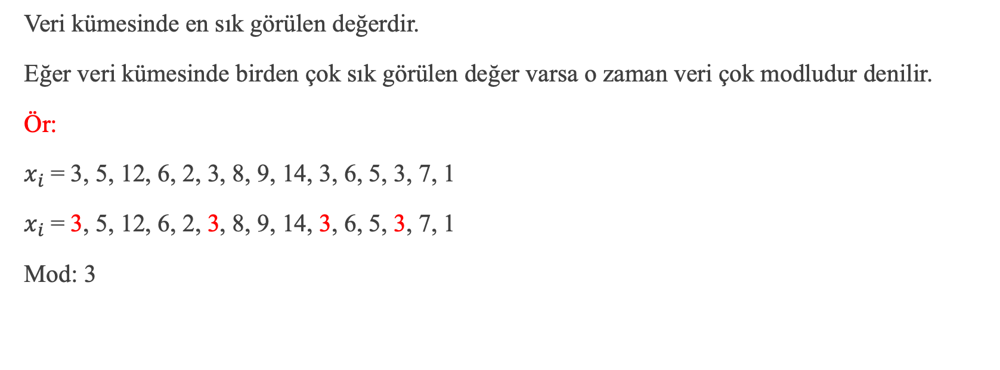 Veri kümesinde en sık görülen değerdir.
Eğer veri kümesinde birden çok sık görülen değer varsa o zaman veri çok modludur denilir.
Ör:
xᵢ = 3, 5, 12, 6, 2, 3, 8, 9, 14, 3, 6, 5, 3, 7, 1
xᵢ = 3, 5, 12, 6, 2, 3, 8, 9, 14, 3, 6, 5, 3, 7, 1
Mod: 3